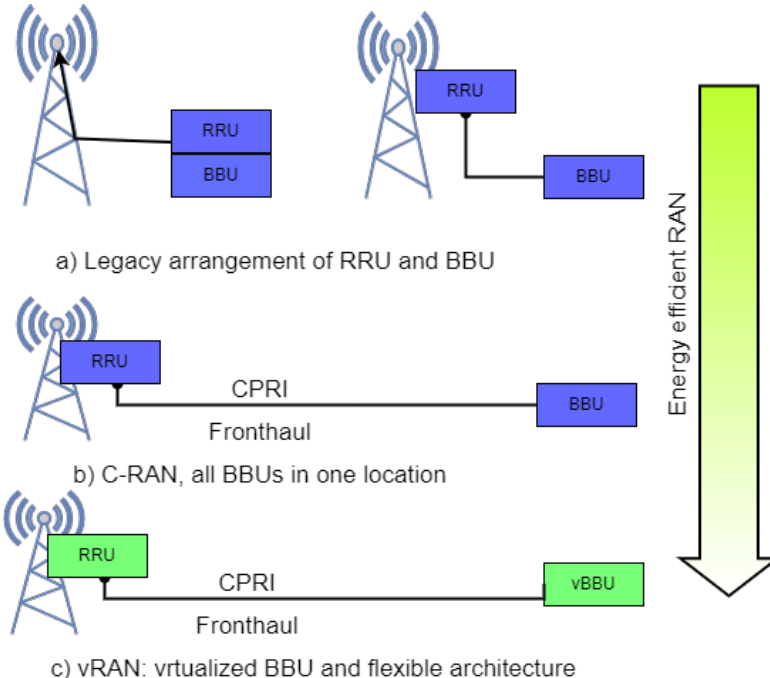 RRU
BBU
RRU
BBU
a) Legacy arrangement of RRU and BBU
RRU
CPRI
BBU
Fronthaul
b) C-RAN, all BBUs in one location
RRU
CPRI
vBBU
Fronthaul
c) vRAN: vrtualized BBU and flexible architecture
Energy efficient RAN